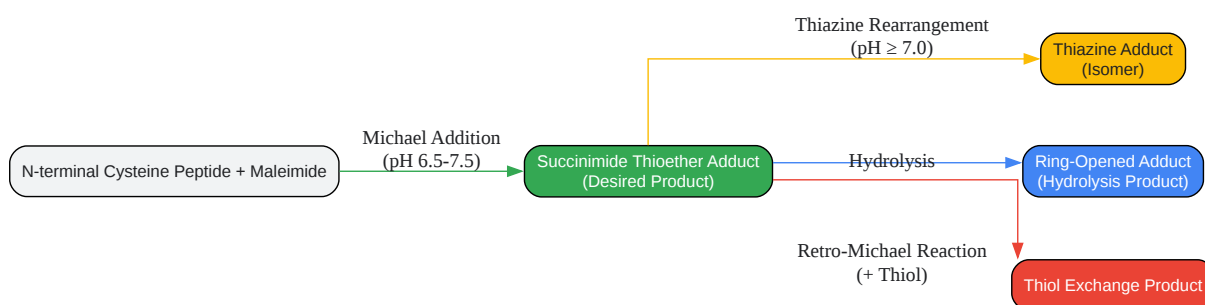 Thiazine Rearrangement
(pH ≥ 7.0)
Thiazine Adduct
(Isomer)
Michael Addition
(pH 6.5-7.5)
N-terminal Cysteine Peptide + Maleimide
Succinimide Thioether Adduct
(Desired Product)
Hydrolysis
Ring-Opened Adduct
(Hydrolysis Product)
Retro-Michael Reaction
(+ Thiol)
Thiol Exchange Product